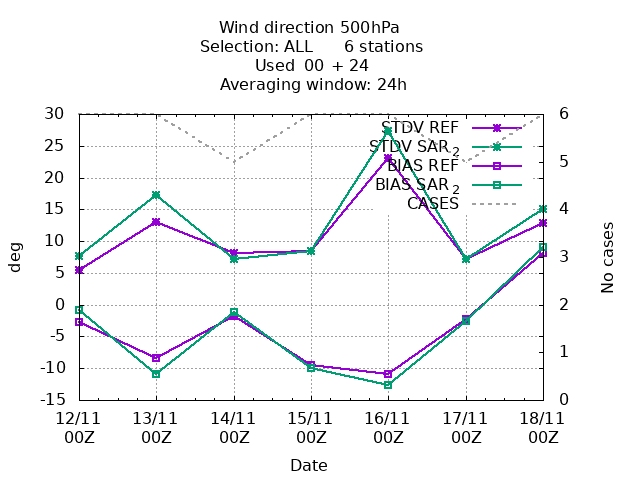 Wind direction 500hPa
Selection: ALL 6 stations
Used 00 + 24
Averaging window: 24h
30
25
20
15
10
5
0
-5
-10
-15
deg
6
5
4
3
2
1
0
No cases
STDV REF
STDV SAR2
BIAS REF
BIAS SAR2
CASES
12/11 13/11 14/11 15/11 16/11 17/11 18/11
00Z 00Z 00Z 00Z 00Z 00Z 00Z
Date